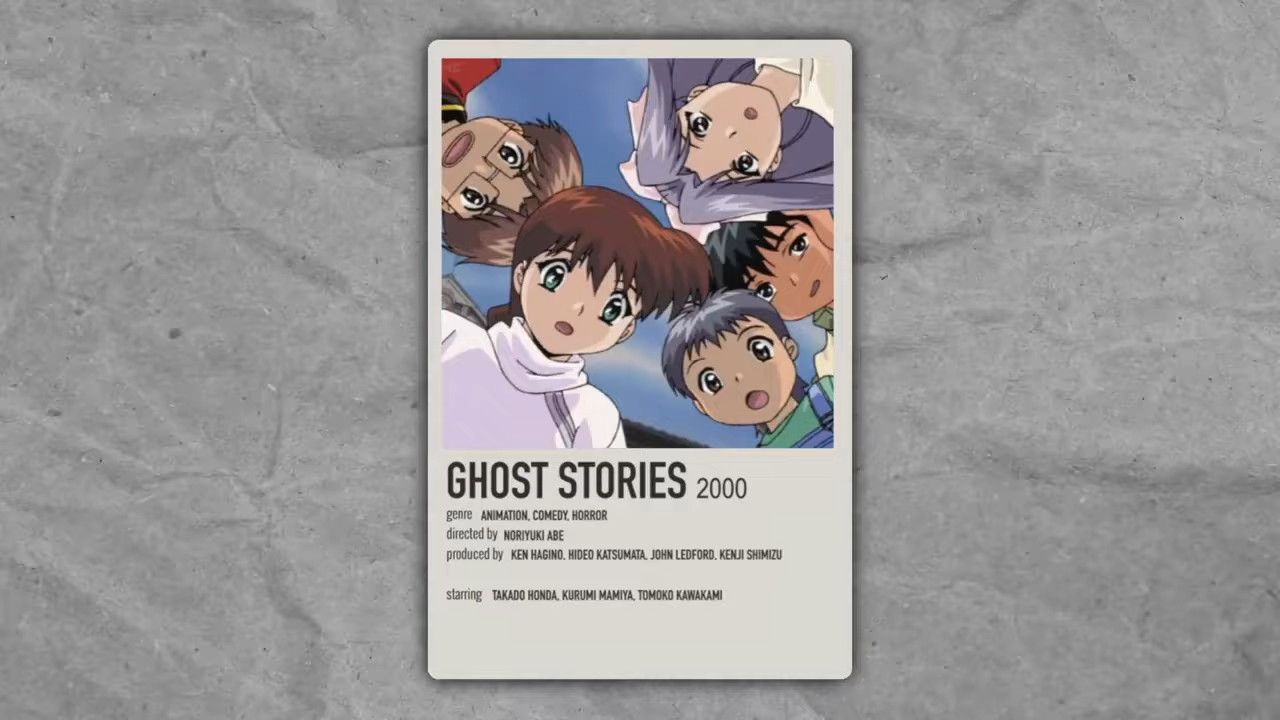 GHOST STORIES 2000
genre ANIMATION, COMEDY, HORROR
directed by NORIYUKI ABE
produced by KEN HAGINO, HIDEO KATSUMATA, JOHN LEDFORD, KENJI SHIMIZU
starring TAKADO HONDA, KURUMI MAMIYA, TOMOKO KAWAKAMI